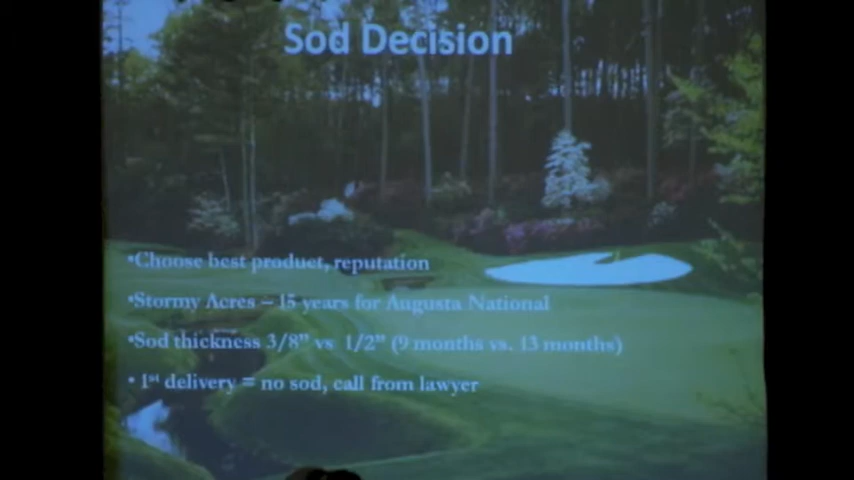 Sod Decision
•Choose best product, reputation
•Stormy Acres – 15 years for Augusta National
•Sod thickness 3/8” vs 1/2” (9 months vs. 13 months)
• 1st delivery = no sod, call from lawyer